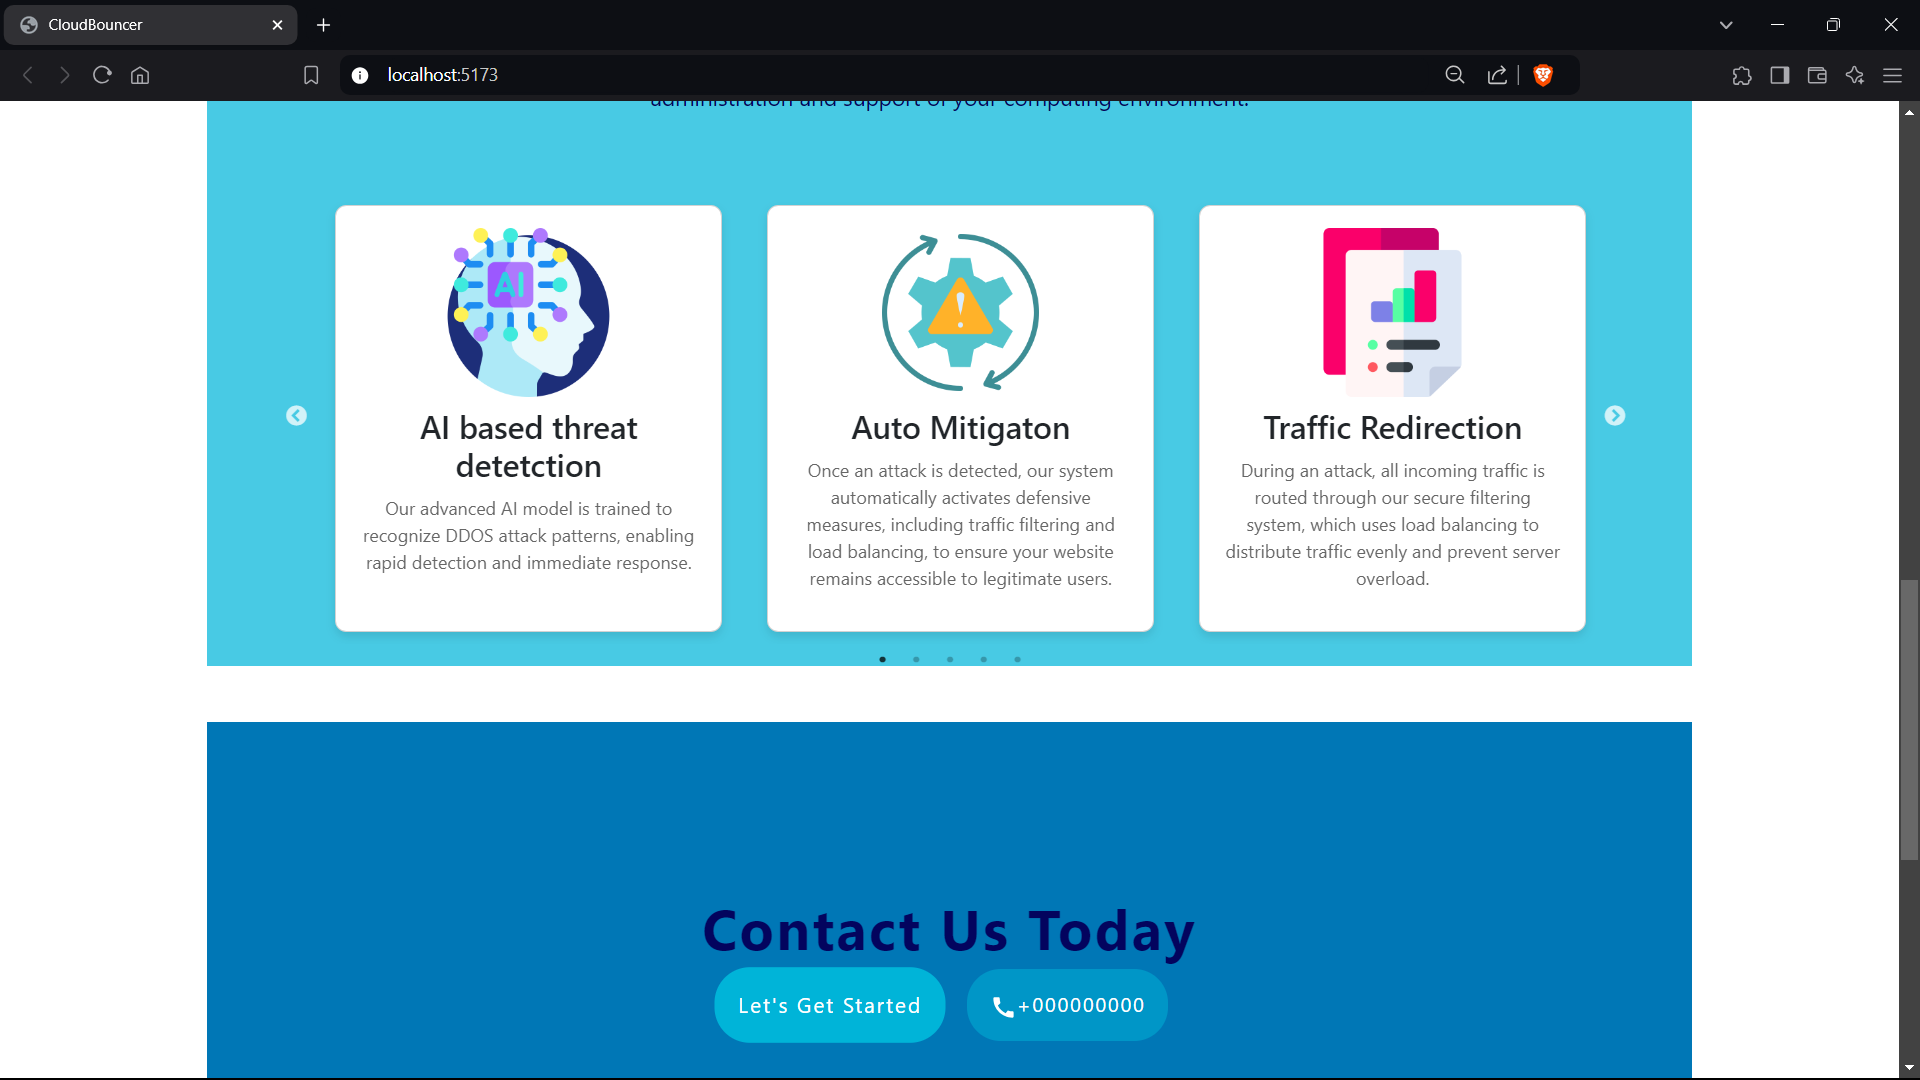 CloudBouncer
localhost:5173
administration and support of your computing environment.
AI
AI based threat
detetction
Our advanced AI model is trained to
recognize DDOS attack patterns, enabling
rapid detection and immediate response.
Auto Mitigaton
Once an attack is detected, our system
automatically activates defensive
measures, including traffic filtering and
load balancing, to ensure your website
remains accessible to legitimate users.
Traffic Redirection
During an attack, all incoming traffic is
routed through our secure filtering
system, which uses load balancing to
distribute traffic evenly and prevent server
overload.
Contact Us Today
Let's Get Started
+000000000